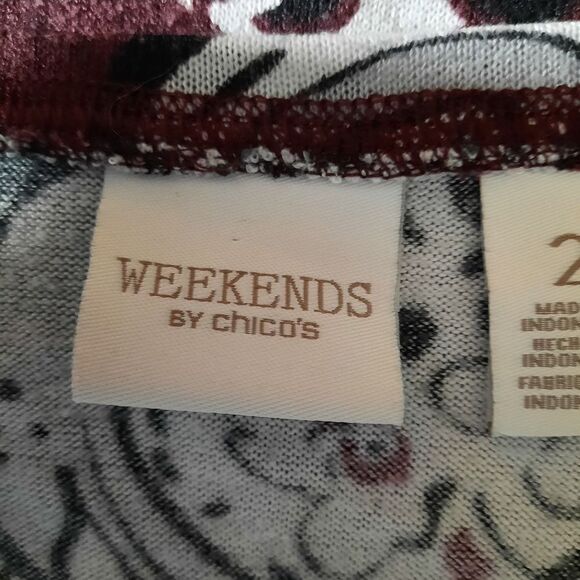 WEEKENDS
BY chico's
2
MAD
INDON
HECH
INDON
FABRIC
INDON